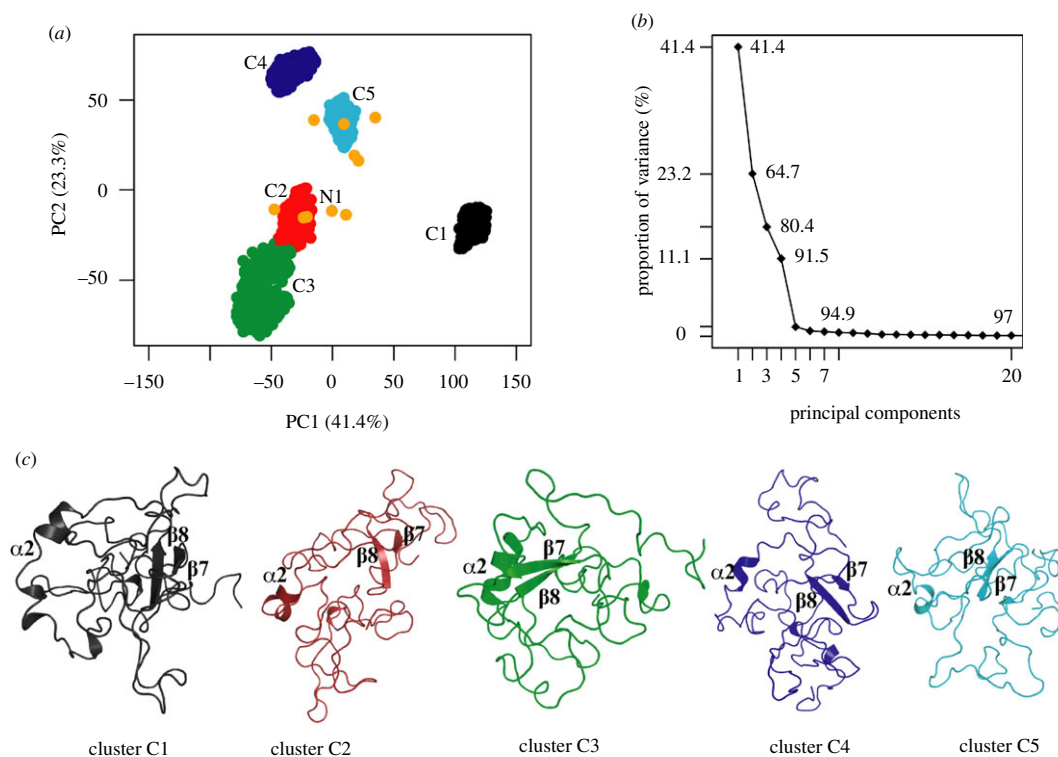 (a)
C4
C5
C2
N1
C1
C3
50
0
–50
PC2 (23.3%)
–150
–50
0
50
100
150
PC1 (41.4%)
(b)
41.4
23.2
11.1
0
proportion of variance (%)
41.4
64.7
80.4
91.5
94.9
97
1
3
5
7
20
principal components
(c)
α2
β8
β7
cluster C1
α2
β8
β7
cluster C2
α2
β7
β8
cluster C3
α2
β7
β8
cluster C4
α2
β8
β7
cluster C5